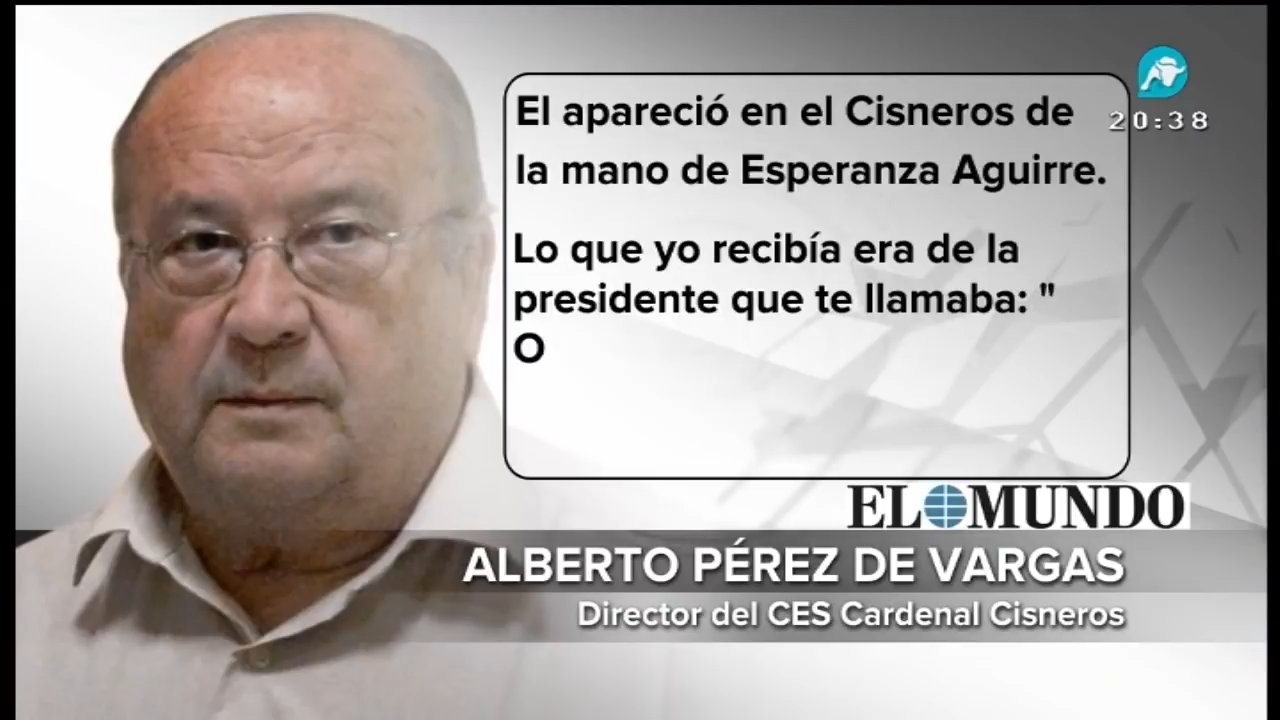 El apareció en el Cisneros de
20:38
la mano de Esperanza Aguirre.
Lo que yo recibía era de la
presidente que te llamaba: "
O
EL MUNDO
ALBERTO PÉREZ DE VARGAS
Director del CES Cardenal Cisneros